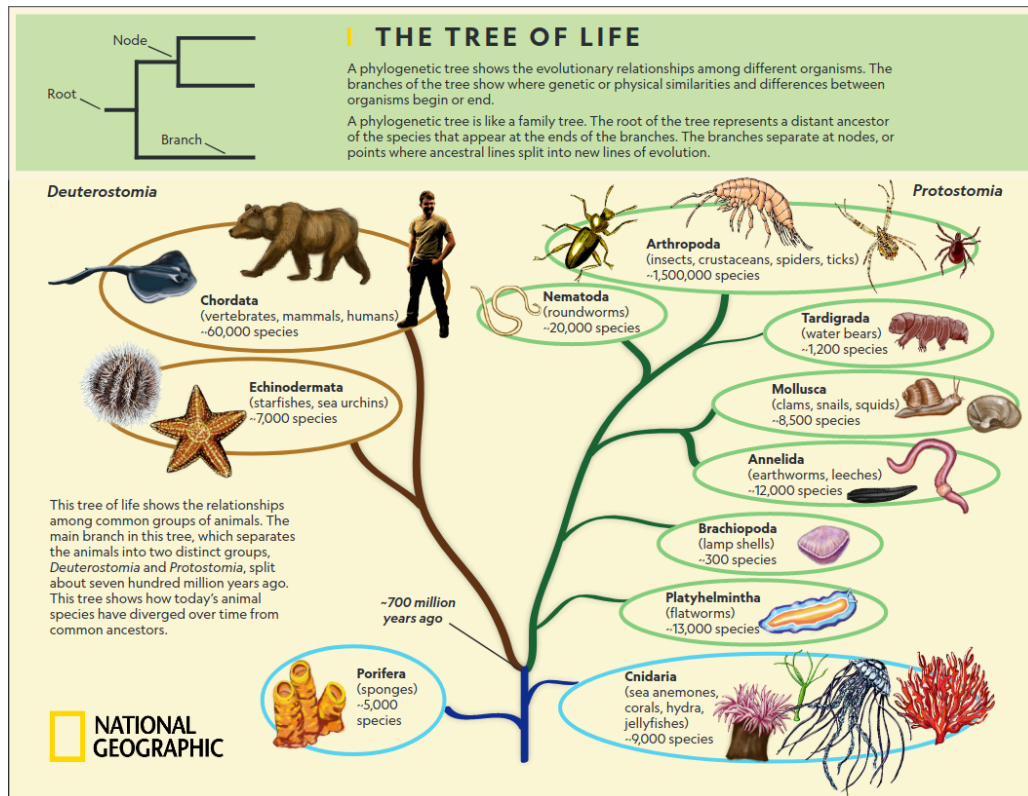 THE TREE OF LIFE
A phylogenetic tree shows the evolutionary relationships among different organisms. The
branches of the tree show where genetic or physical similarities and differences between
organisms begin or end.
A phylogenetic tree is like a family tree. The root of the tree represents a distant ancestor
of the species that appear at the ends of the branches. The branches separate at nodes, or
points where ancestral lines split into new lines of evolution.
Node
Root
Branch
Deuterostomia
Protostomia
Chordata
(vertebrates, mammals, humans)
~60,000 species
Echinodermata
(starfishes, sea urchins)
~7,000 species
Arthropoda
(insects, crustaceans, spiders, ticks)
~1,500,000 species
Nematoda
(roundworms)
~20,000 species
Tardigrada
(water bears)
~1,200 species
Mollusca
(clams, snails, squids)
~8,500 species
Annelida
(earthworms, leeches)
~12,000 species
Brachiopoda
(lamp shells)
~300 species
Platyhelmintha
(flatworms)
~13,000 species
This tree of life shows the relationships
among common groups of animals. The
main branch in this tree, which separates
the animals into two distinct groups,
Deuterostomia and Protostomia, split
about seven hundred million years ago.
This tree shows how today's animal
species have diverged over time from
common ancestors.
~700 million
years ago
Porifera
(sponges)
~5,000
species
Cnidaria
(sea anemones,
corals, hydra,
jellyfishes)
~9,000 species
NATIONAL
GEOGRAPHIC